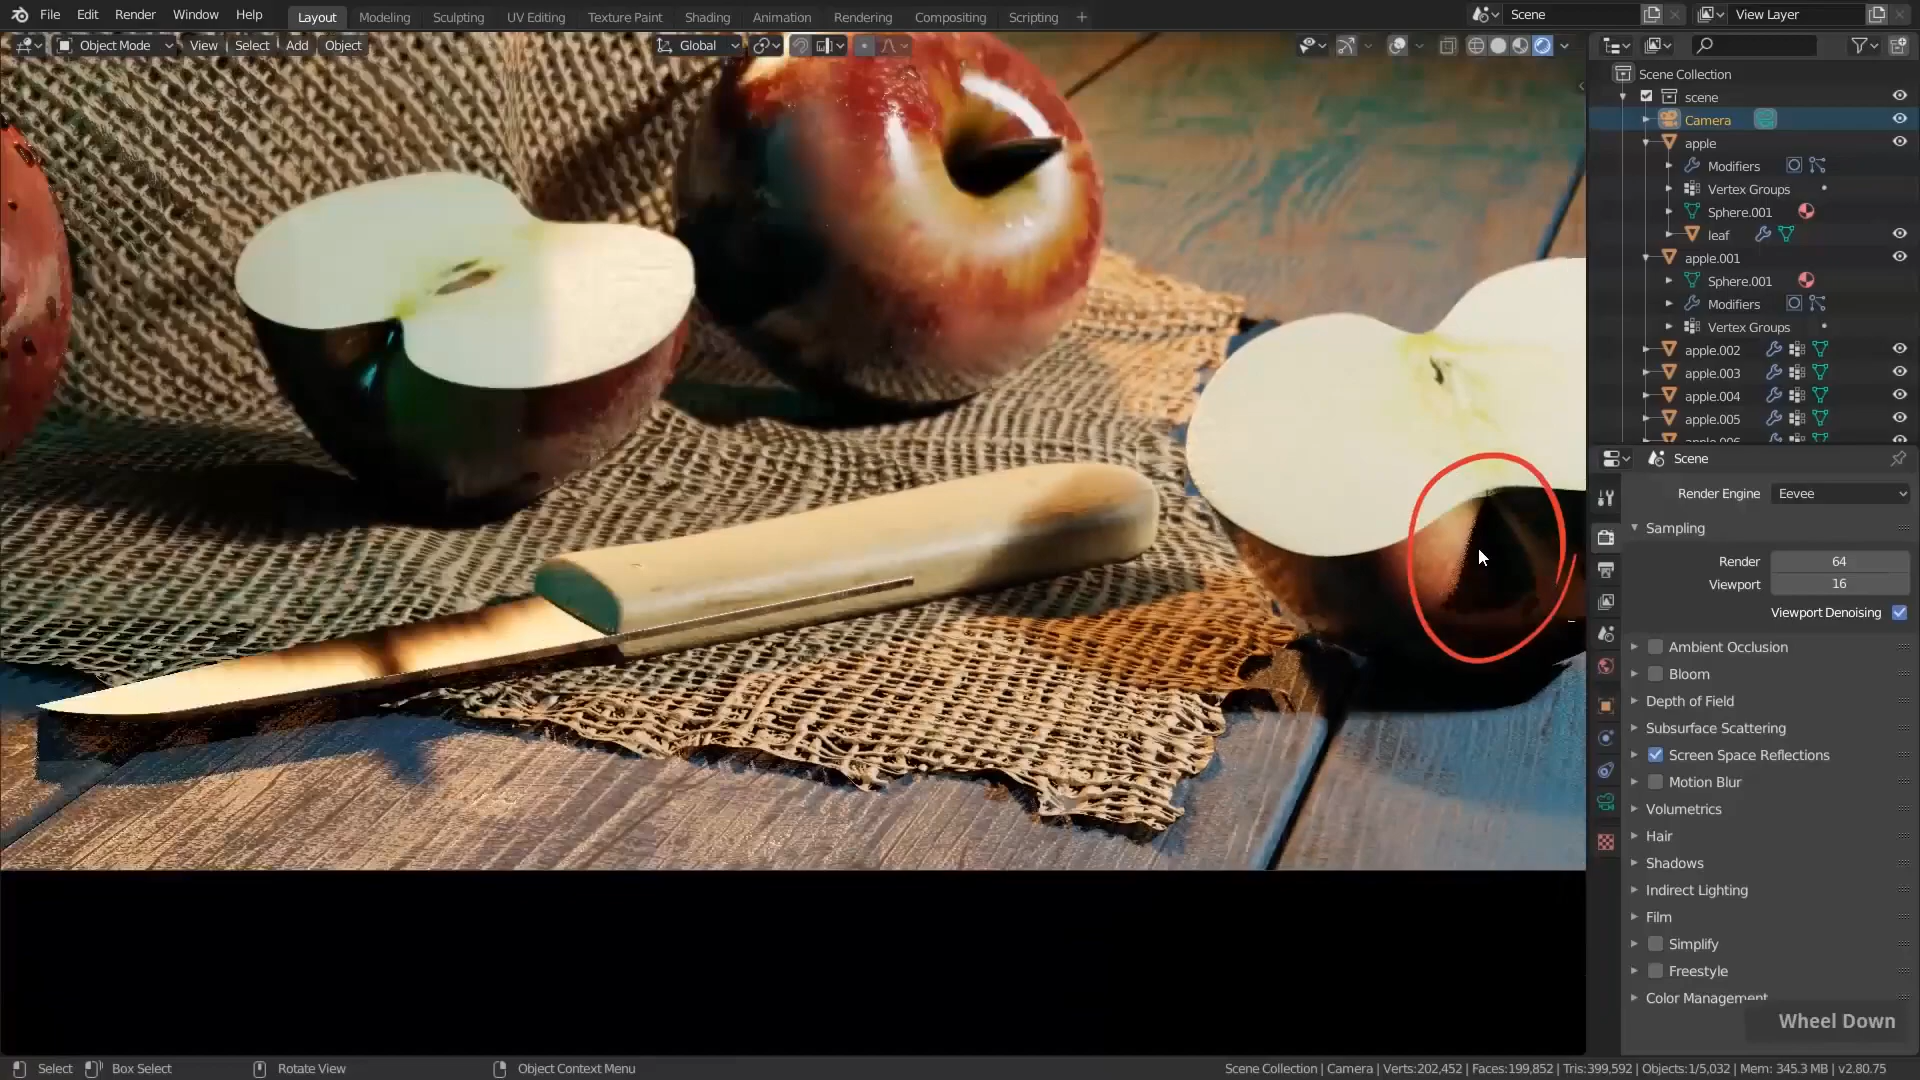 File Edit Render Window Help Layout Modeling Sculpting UV Editing Texture Paint Shading Animation Rendering Compositing Scripting + Scene View Layer
Object Mode View Select Add Object Global
Scene Collection
scene
Camera
apple
Modifiers
Vertex Groups
Sphere.001
leaf
apple.001
Sphere.001
Modifiers
Vertex Groups
apple.002
apple.003
apple.004
apple.005
apple.006
Scene
Render Engine Eevee
Sampling
Render 64
Viewport 16
Viewport Denoising
Ambient Occlusion
Bloom
Depth of Field
Subsurface Scattering
Screen Space Reflections
Motion Blur
Volumetrics
Hair
Shadows
Indirect Lighting
Film
Simplify
Freestyle
Color Management
Wheel Down
Select Box Select Rotate View Object Context Menu Scene Collection | Camera | Verts:202,452 | Faces:199,852 | Tris:399,592 | Objects:1/5,032 | Mem: 345.3 MB | v2.80.75